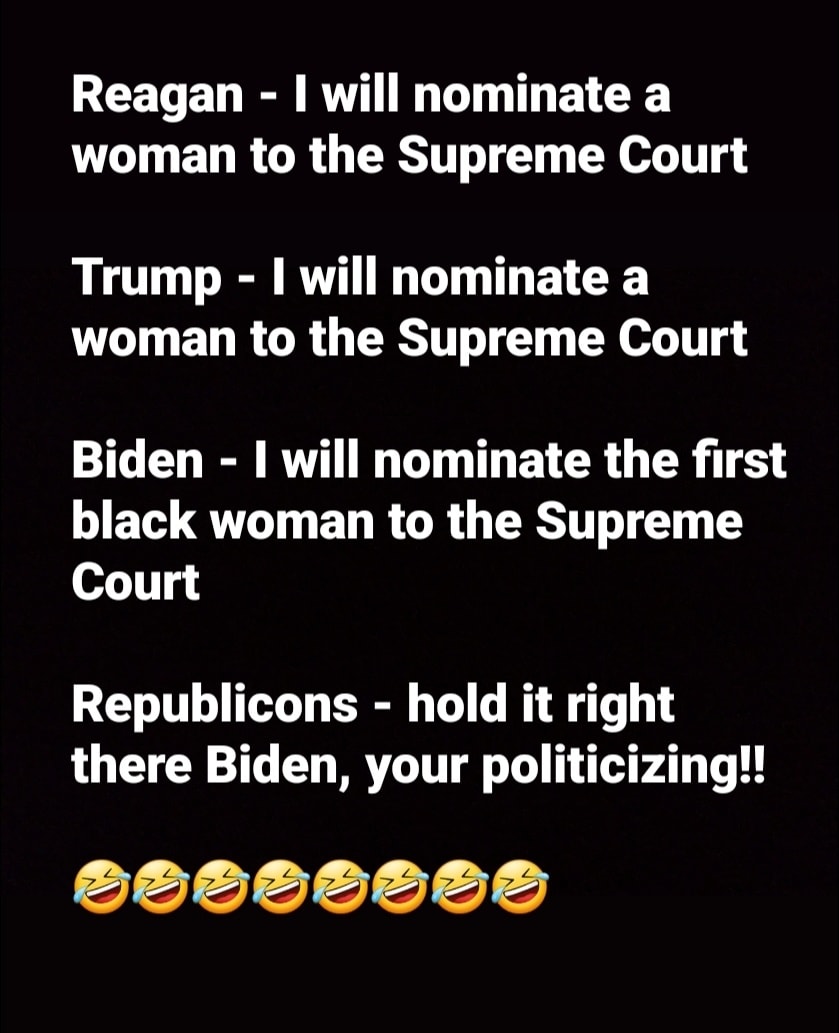 Reagan - I will nominate a
woman to the Supreme Court
Trump - I will nominate a
woman to the Supreme Court
Biden - I will nominate the first
black woman to the Supreme
Court
Republicons - hold it right
there Biden, your politicizing!!
🤣🤣🤣🤣🤣🤣🤣🤣